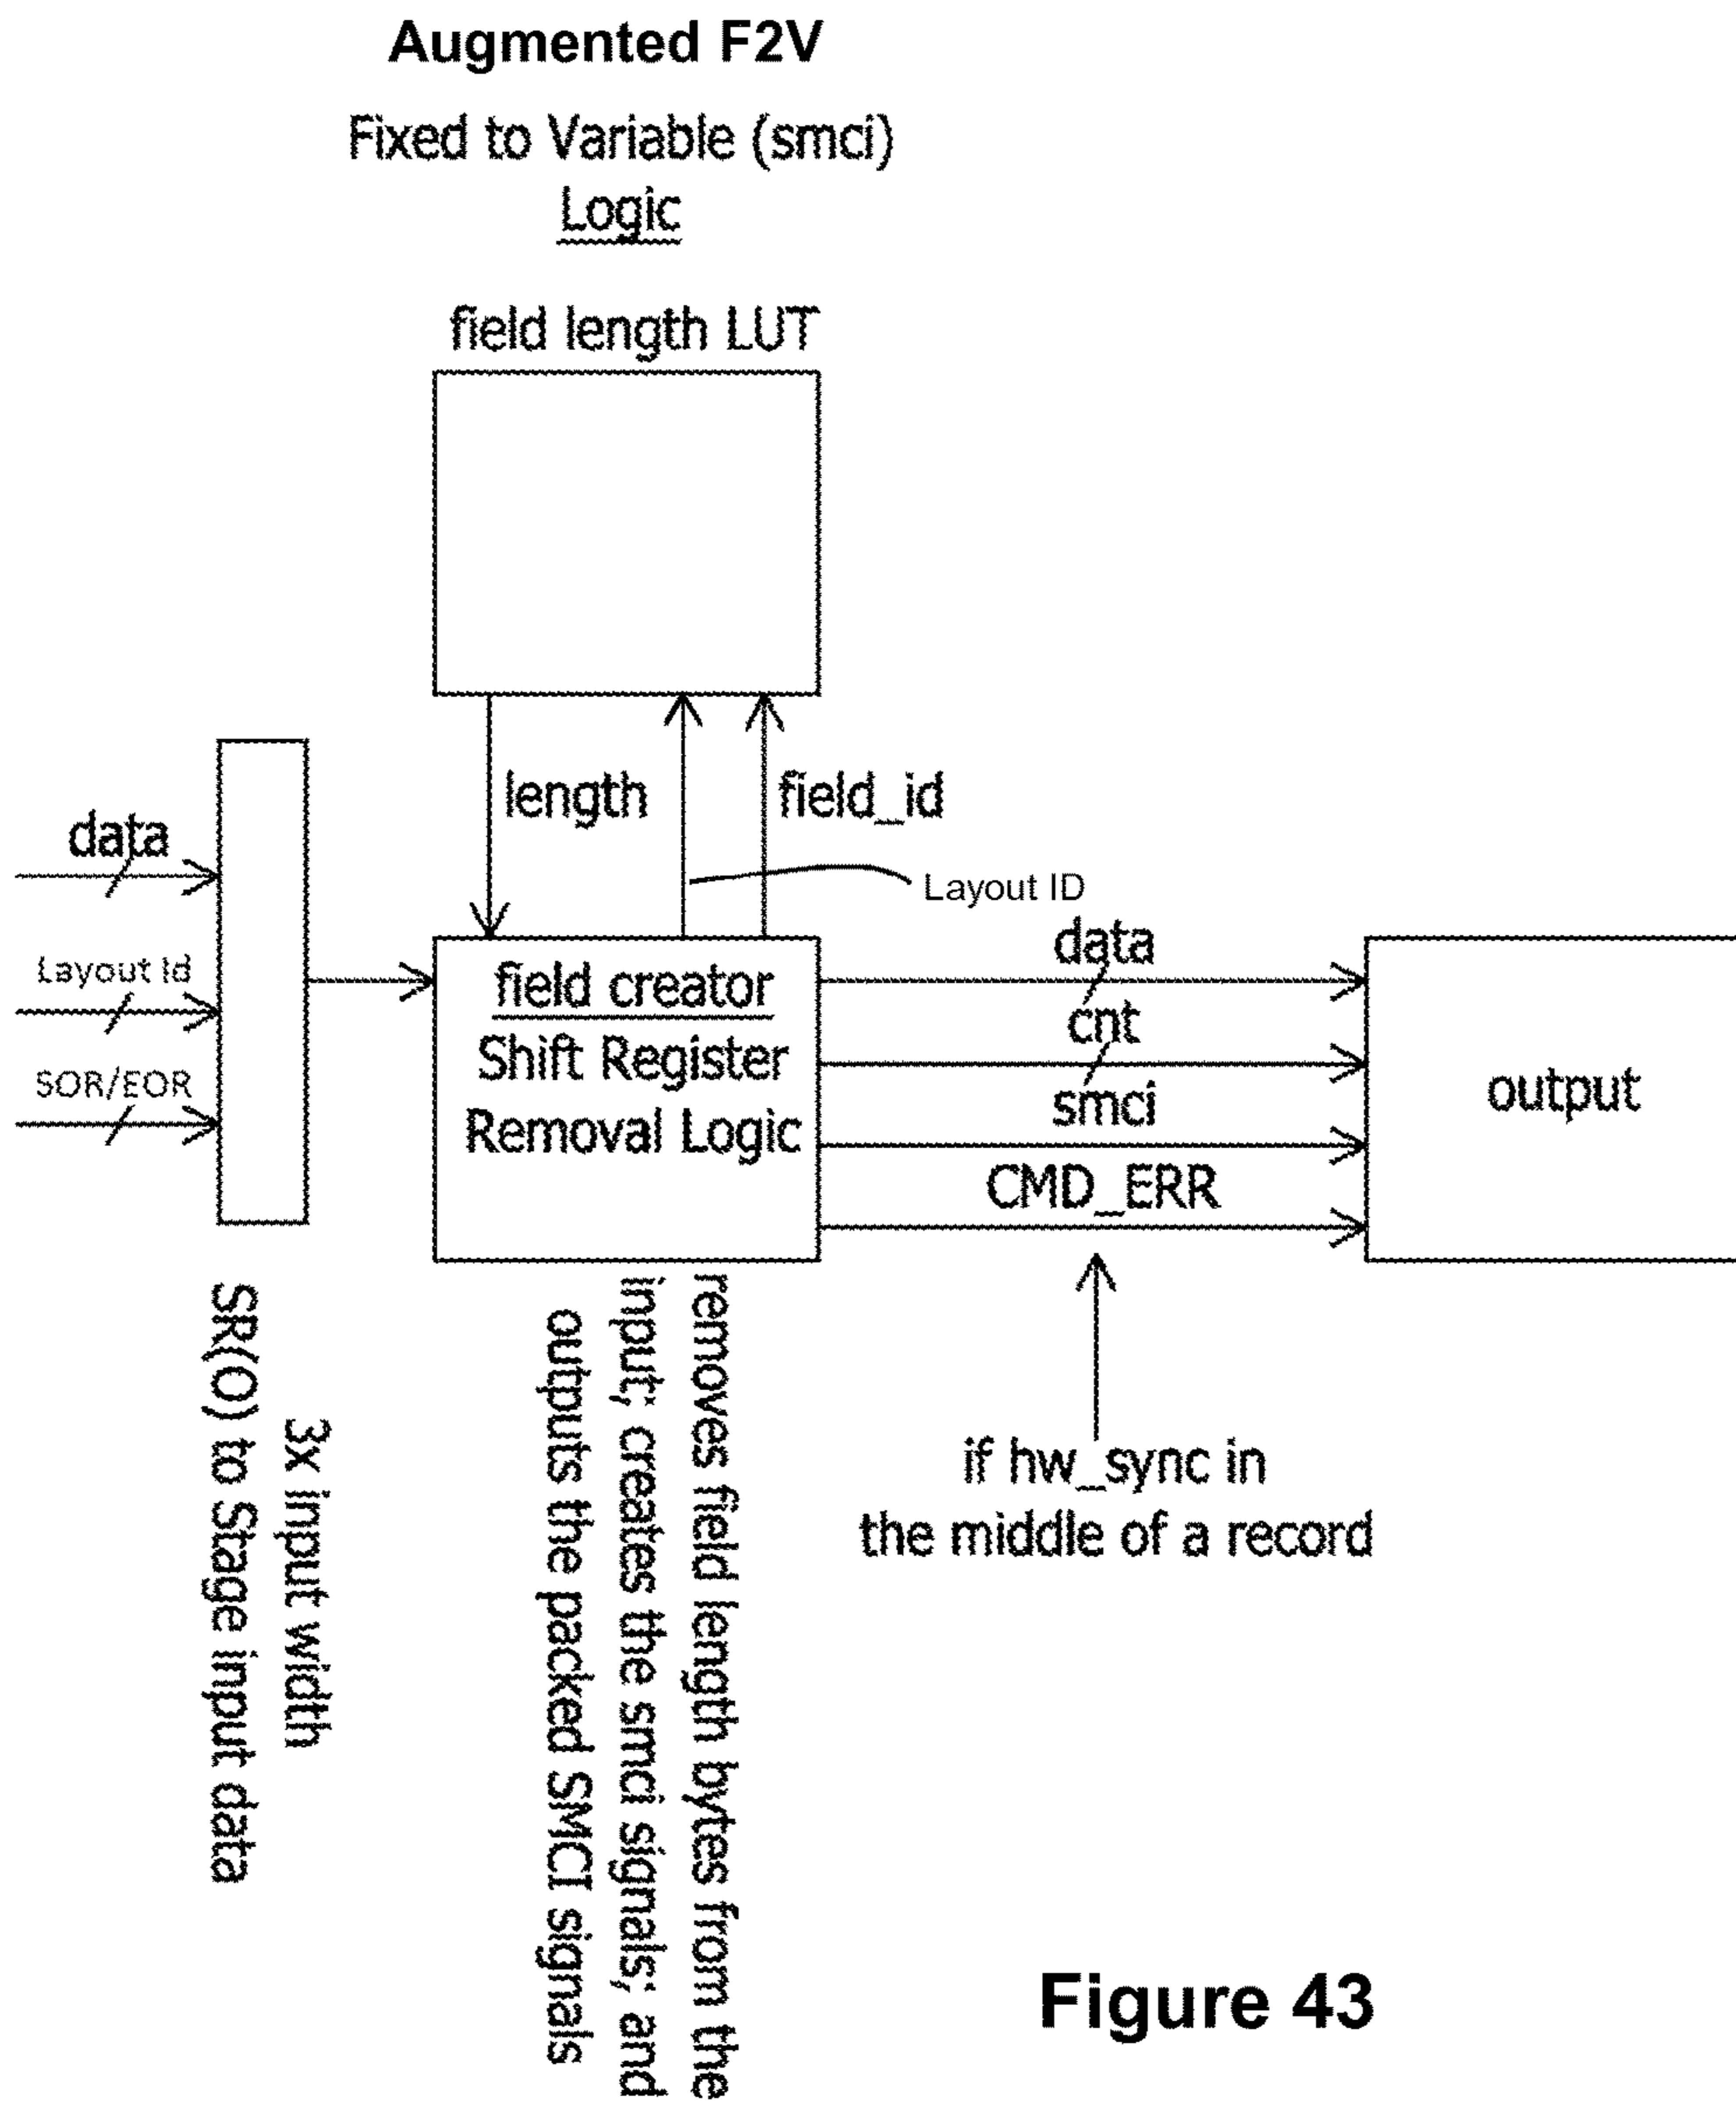 Augmented F2V
Fixed to Variable (smci)
Logic
field length LUT
length
field_id
Layout ID
data
Layout Id
SOR/EOR
field creator
Shift Register
Removal Logic
data
cnt
smci
CMD_ERR
output
if hw_sync in
the middle of a record
3x input width
SR(O) to Stage input data
removes field length bytes from the
input; creates the smci signals; and
outputs the packed SMCI signals
Figure 43